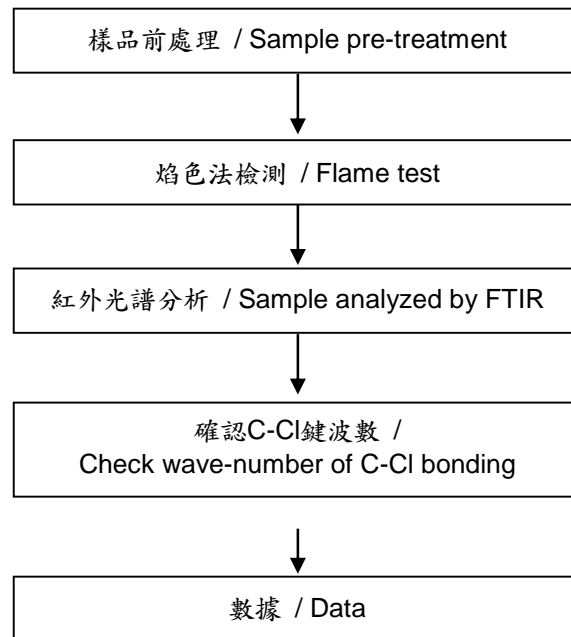 樣品前處理 / Sample pre-treatment
焰色法檢測 / Flame test
紅外光譜分析 / Sample analyzed by FTIR
確認C-Cl鍵波數 /
Check wave-number of C-Cl bonding
數據 / Data